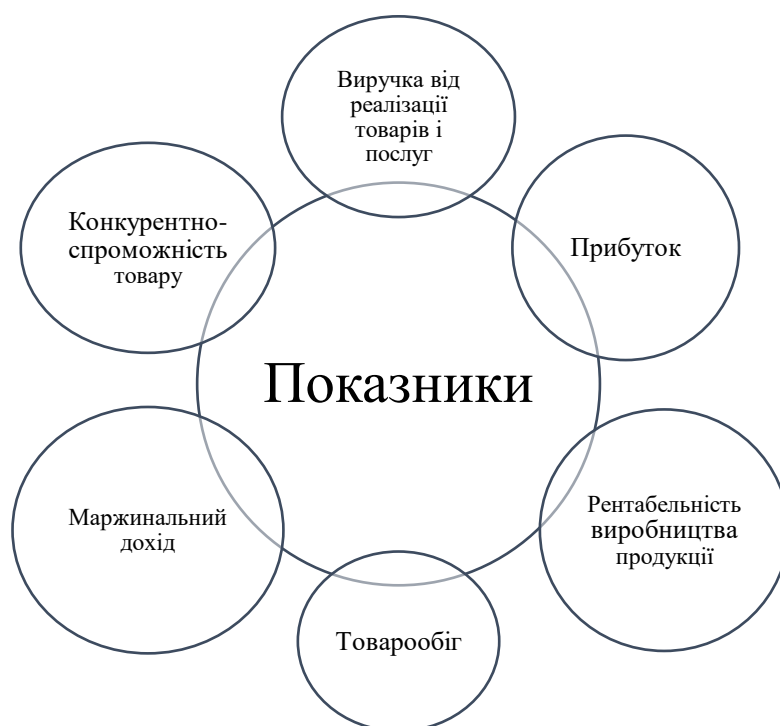 Виручка від
реалізації
товарів і
послуг
Прибуток
Рентабельність
виробництва
продукції
Товарообіг
Маржинальний
дохід
Конкурентно-
спроможність
товару
Показники